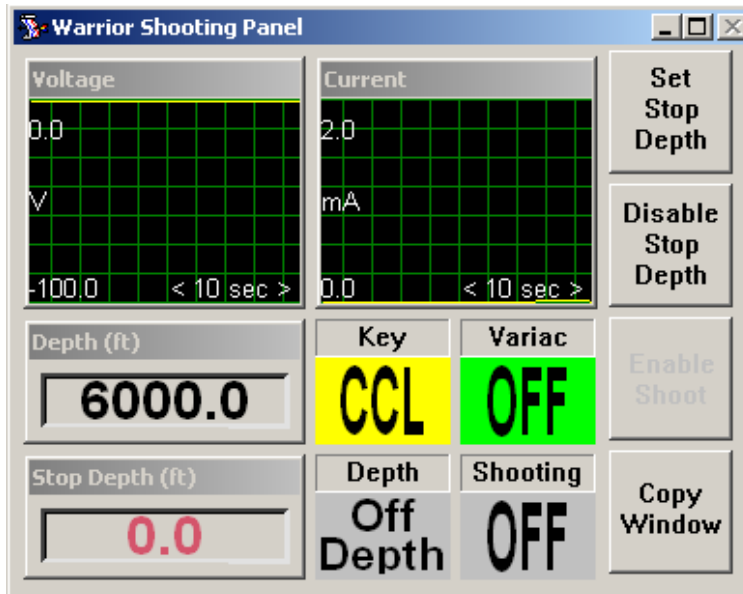 Warrior Shooting Panel
Voltage
0.0
V
-100.0 < 10 sec >
Current
2.0
mA
0.0 < 10 sec >
Set
Stop
Depth
Disable
Stop
Depth
Depth (ft)
6000.0
Key
CCL
Variac
OFF
Enable
Shoot
Stop Depth (ft)
0.0
Depth
Off
Depth
Shooting
OFF
Copy
Window